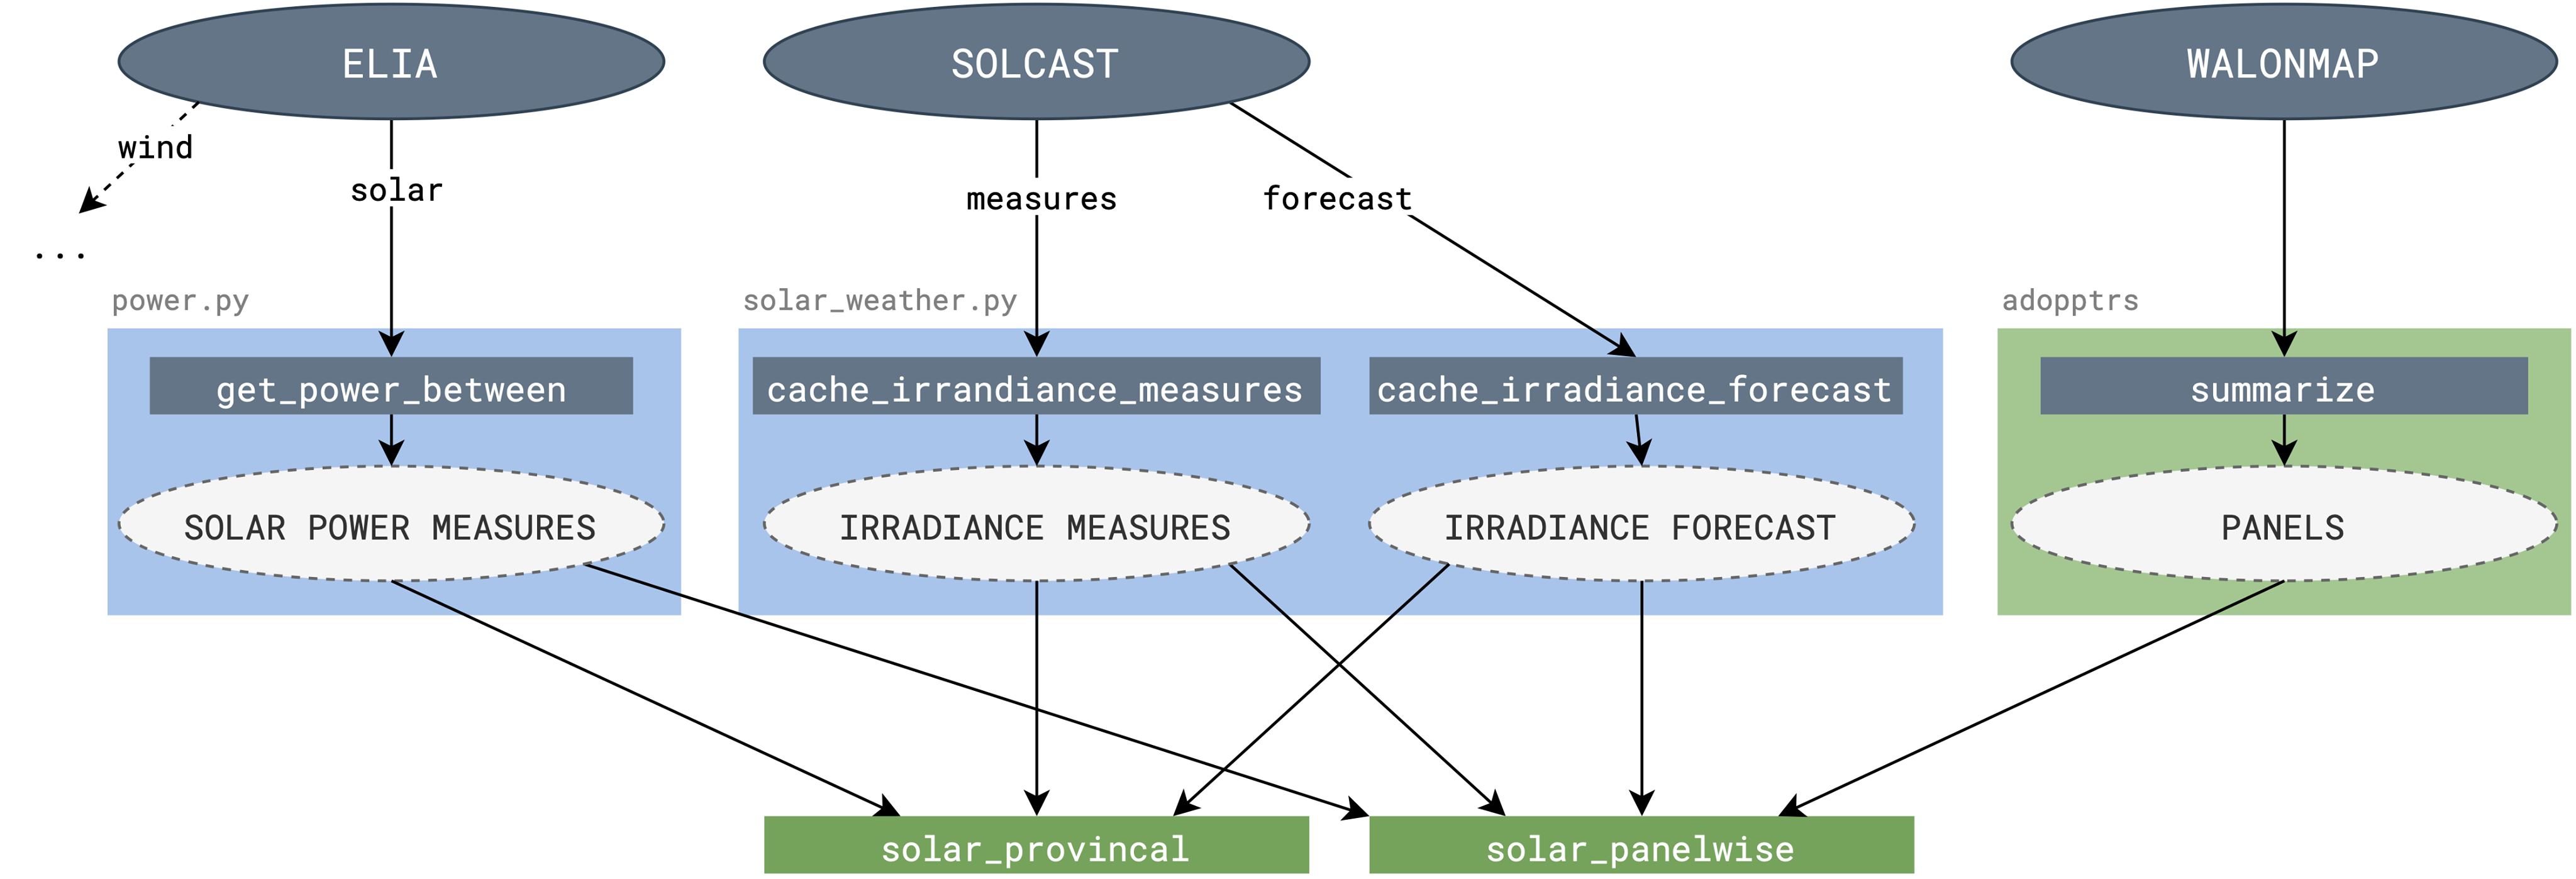 ELIA
SOLCAST
WALONMAP
wind
solar
measures
forecast
...
power.py
solar_weather.py
adopptrs
get_power_between
cache_irrandiance_measures
cache_irradiance_forecast
summarize
SOLAR POWER MEASURES
IRRADIANCE MEASURES
IRRADIANCE FORECAST
PANELS
solar_provincal
solar_panelwise